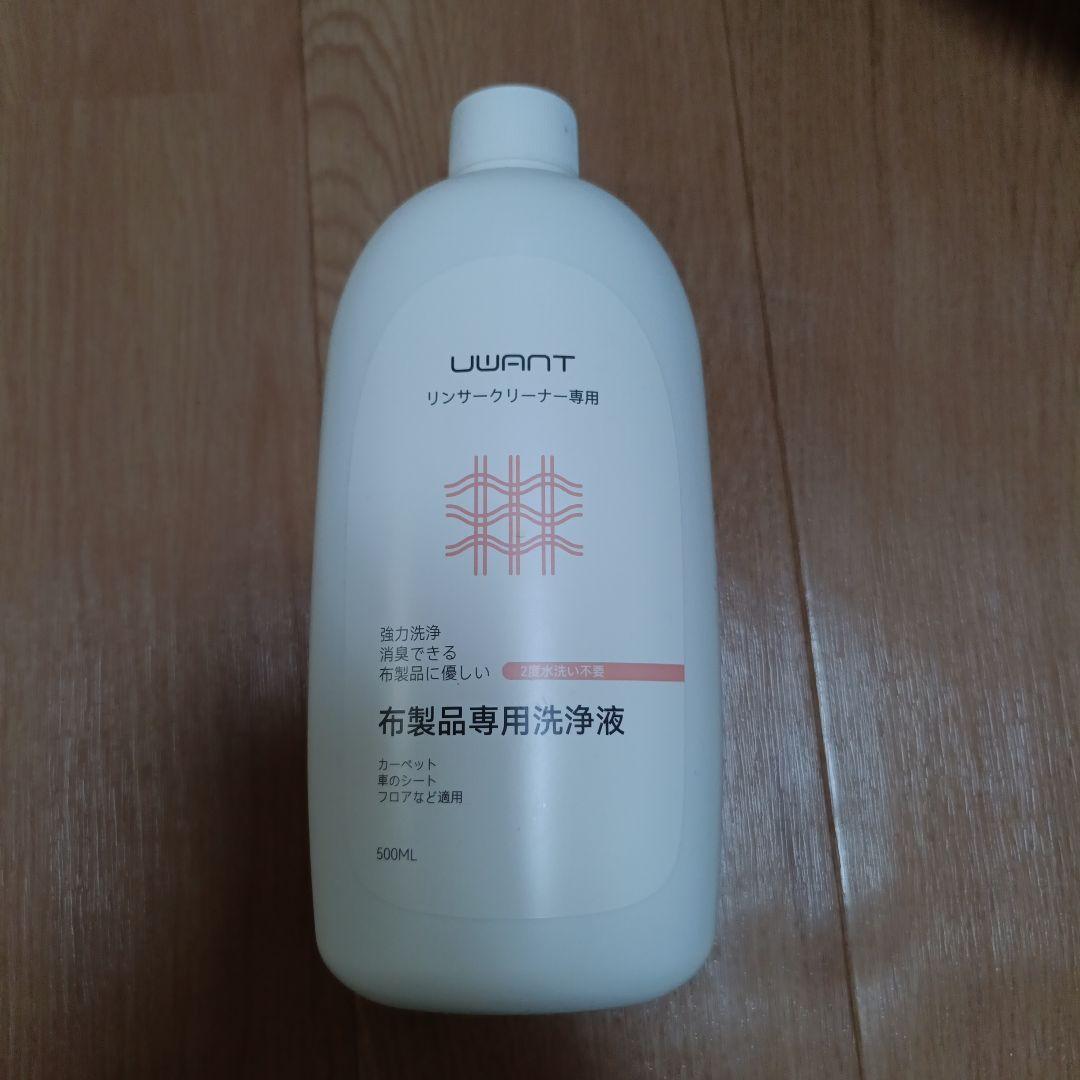 UWANT
リンサークリーナー専用
強力洗浄
消臭できる
布製品に優しい
2度水洗い不要
布製品専用洗浄液
カーペット
車のシート
フロアなど適用
500ML